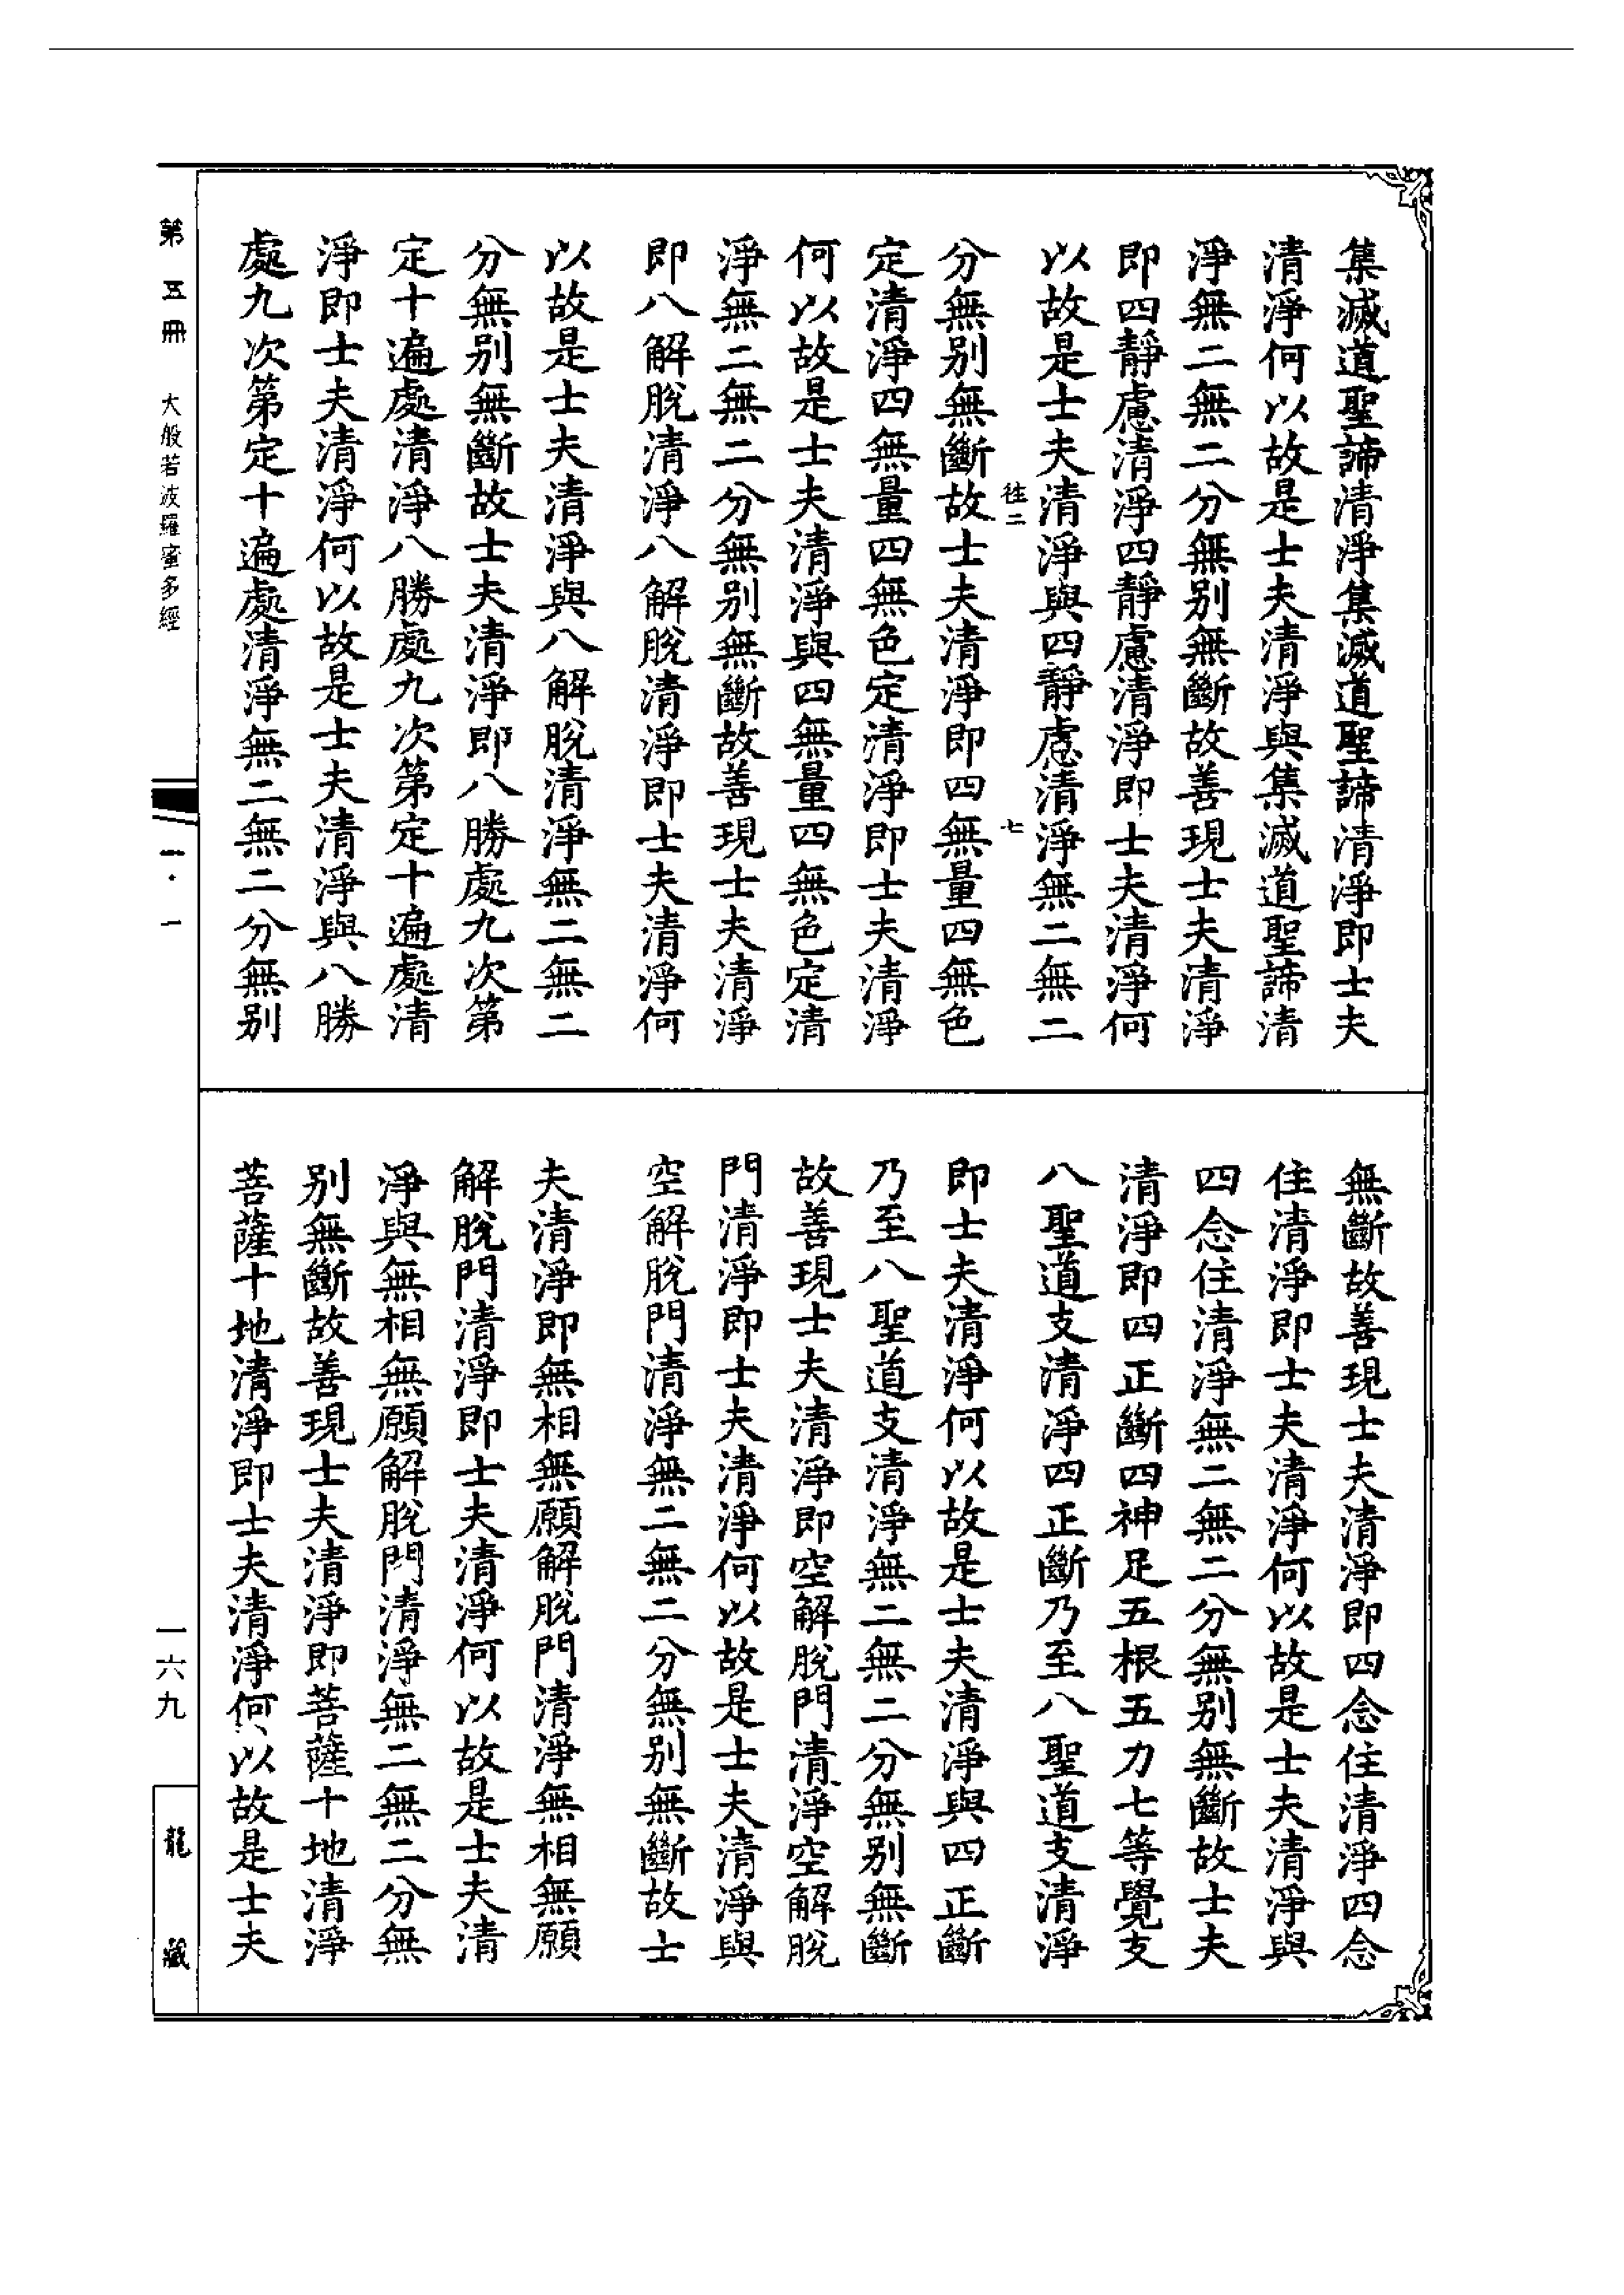 集滅道聖諦清淨集滅道聖諦清淨即士夫
清淨何以故是士夫清淨與集滅道聖諦清
淨無二無二分無別無斷故善現士夫清淨
即四靜慮清淨四靜慮清淨即士夫清淨何
以故是士夫清淨與四靜慮清淨無二無二
往二 七
分無別無斷故士夫清淨即四無量四無色
定清淨四無量四無色定清淨即士夫清淨
何以故是士夫清淨與四無量四無色定清
淨無二無二分無別無斷故善現士夫清淨
即八解脫清淨八解脫清淨即士夫清淨何
以故是士夫清淨與八解脫清淨無二無二
分無別無斷故士夫清淨即八勝處九次第
定十遍處清淨八勝處九次第定十遍處清
淨即士夫清淨何以故是士夫清淨與八勝
處九次第定十遍處清淨無二無二分無別
無斷故善現士夫清淨即四念住清淨四念
住清淨即士夫清淨何以故是士夫清淨與
四念住清淨無二無二分無別無斷故士夫
清淨即四正斷四神足五根五力七等覺支
八聖道支清淨四正斷乃至八聖道支清淨
即士夫清淨何以故是士夫清淨與四正斷
乃至八聖道支清淨無二無二分無別無斷
故善現士夫清淨即空解脫門清淨空解脫
門清淨即士夫清淨何以故是士夫清淨與
空解脫門清淨無二無二分無別無斷故士
夫清淨即無相無願解脫門清淨無相無願
解脫門清淨即士夫清淨何以故是士夫清
淨與無相無願解脫門清淨無二無二分無
別無斷故善現士夫清淨即菩薩十地清淨
菩薩十地清淨即士夫清淨何以故是士夫
第五冊 大般若波羅蜜多經
一·一
一六九
龍藏